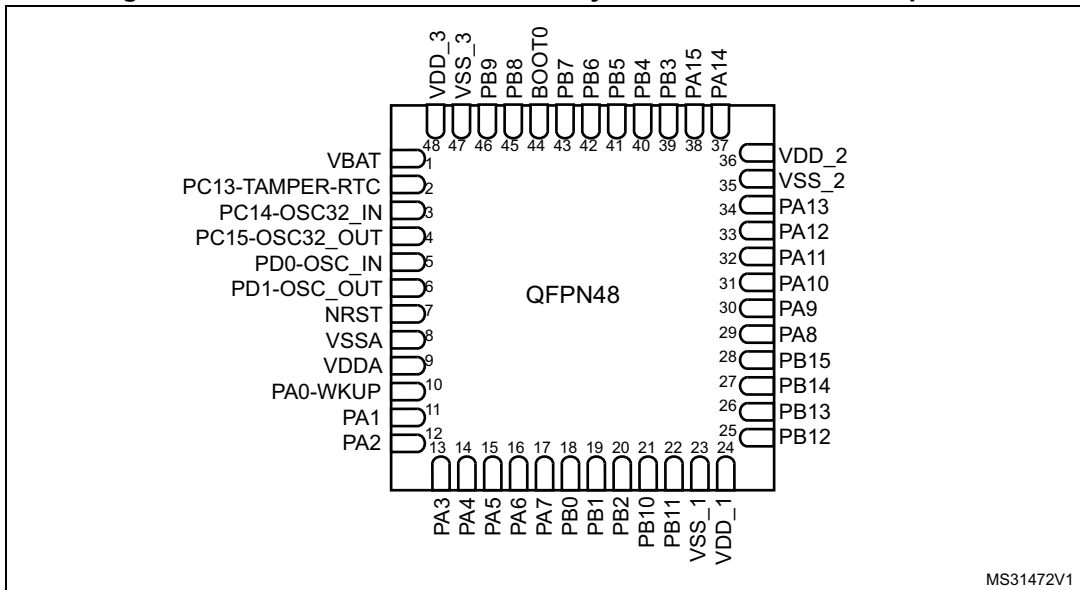 VDD_3
VSS_3
PB9
PB8
BOOT0
PB7
PB6
PB5
PB4
PB3
PA15
PA14
48 47 46 45 44 43 42 41 40 39 38 37
VBAT 1
PC13-TAMPER-RTC 2
PC14-OSC32_IN 3
PC15-OSC32_OUT 4
PD0-OSC_IN 5
PD1-OSC_OUT 6
NRST 7
VSSA 8
VDDA 9
PA0-WKUP 10
PA1 11
PA2 12
QFPN48
36 VDD_2
35 VSS_2
34 PA13
33 PA12
32 PA11
31 PA10
30 PA9
29 PA8
28 PB15
27 PB14
26 PB13
25 PB12
13 14 15 16 17 18 19 20 21 22 23 24
PA3
PA4
PA5
PA6
PA7
PB0
PB1
PB2
PB10
PB11
VSS_1
VDD_1
MS31472V1